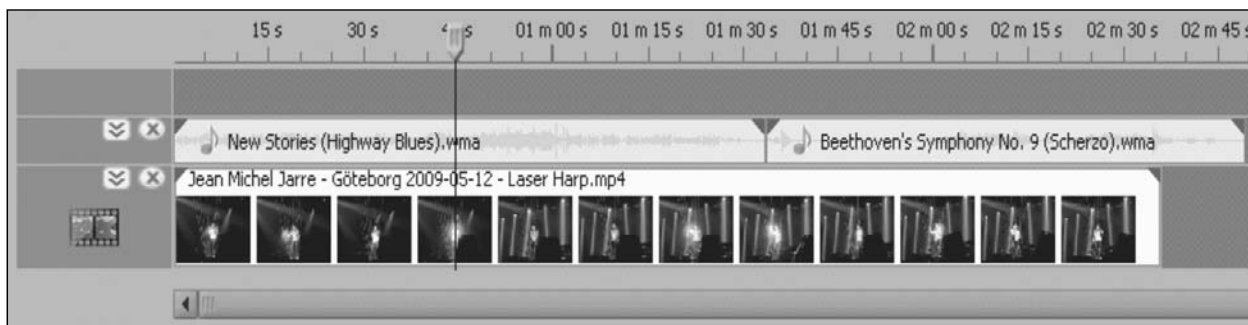 15 s 30 s 01 m 00 s 01 m 15 s 01 m 30 s 01 m 45 s 02 m 00 s 02 m 15 s 02 m 30 s 02 m 45 s
New Stories (Highway Blues).wma Beethoven's Symphony No. 9 (Scherzo).wma
Jean Michel Jarre - Göteborg 2009-05-12 - Laser Harp.mp4